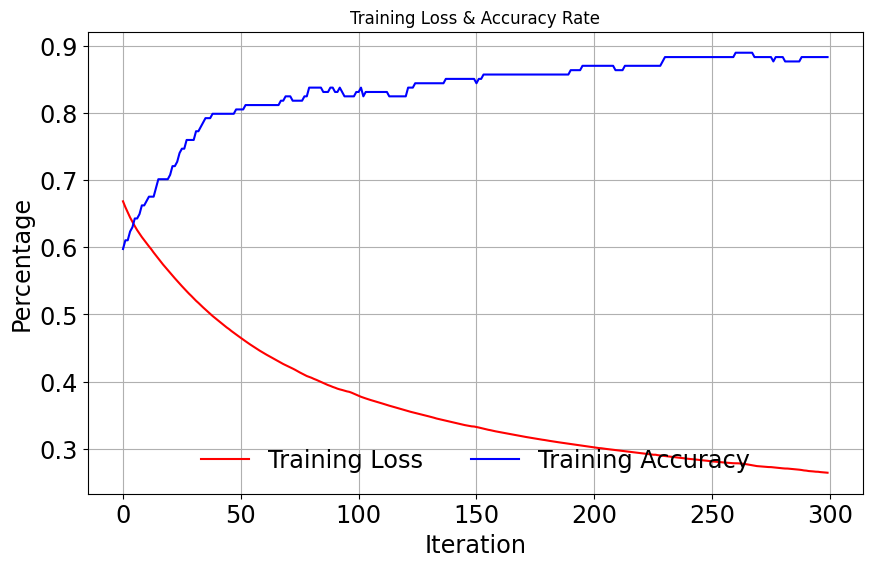 Training Loss & Accuracy Rate
0.9
0.8
0.7
0.6
0.5
0.4
0.3
Percentage
Training Loss
Training Accuracy
0
50
100
150
200
250
300
Iteration